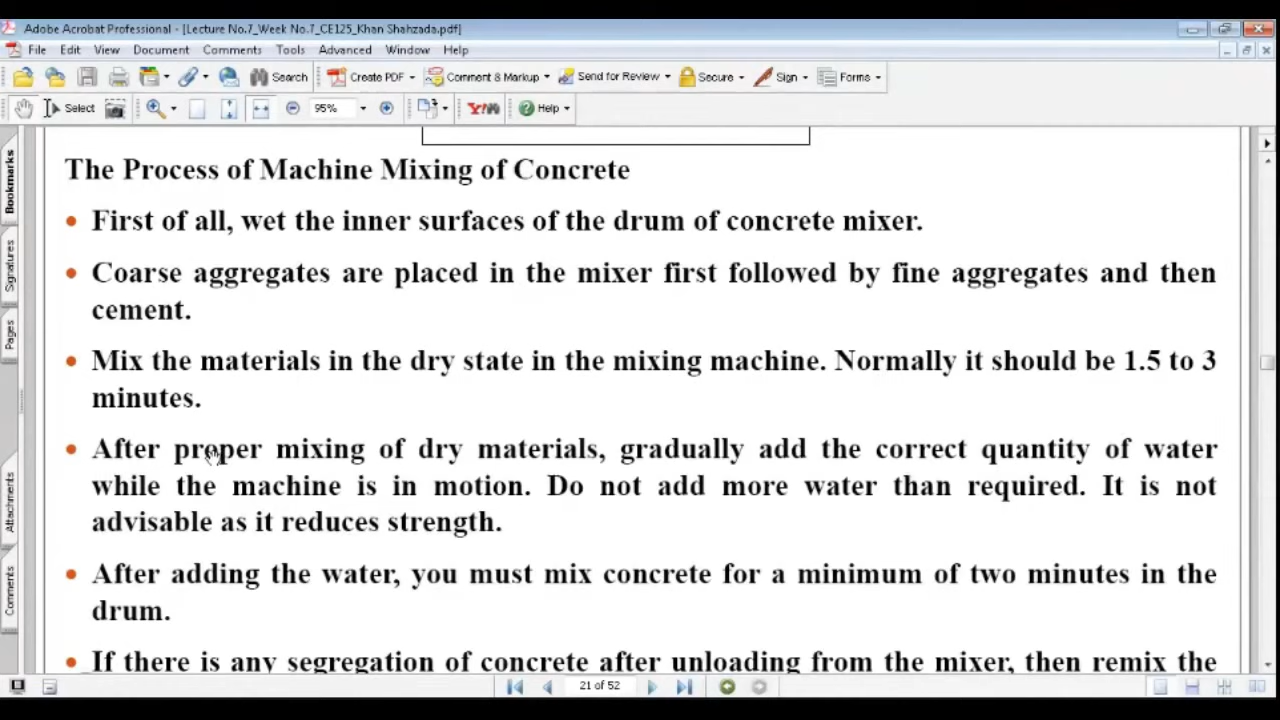 Adobe Acrobat Professional - [Lecture No.7_Week No.7_CE125_Khan Shahzada.pdf]
File Edit View Document Comments Tools Advanced Window Help
Search Create PDF Comment & Markup Send for Review Secure Sign Forms
Select 95% Y! Help
Bookmarks
Signatures
Pages
Attachments
Comments
The Process of Machine Mixing of Concrete
• First of all, wet the inner surfaces of the drum of concrete mixer.
• Coarse aggregates are placed in the mixer first followed by fine aggregates and then
cement.
• Mix the materials in the dry state in the mixing machine. Normally it should be 1.5 to 3
minutes.
• After proper mixing of dry materials, gradually add the correct quantity of water
while the machine is in motion. Do not add more water than required. It is not
advisable as it reduces strength.
• After adding the water, you must mix concrete for a minimum of two minutes in the
drum.
• If there is any segregation of concrete after unloading from the mixer, then remix the
21 of 52